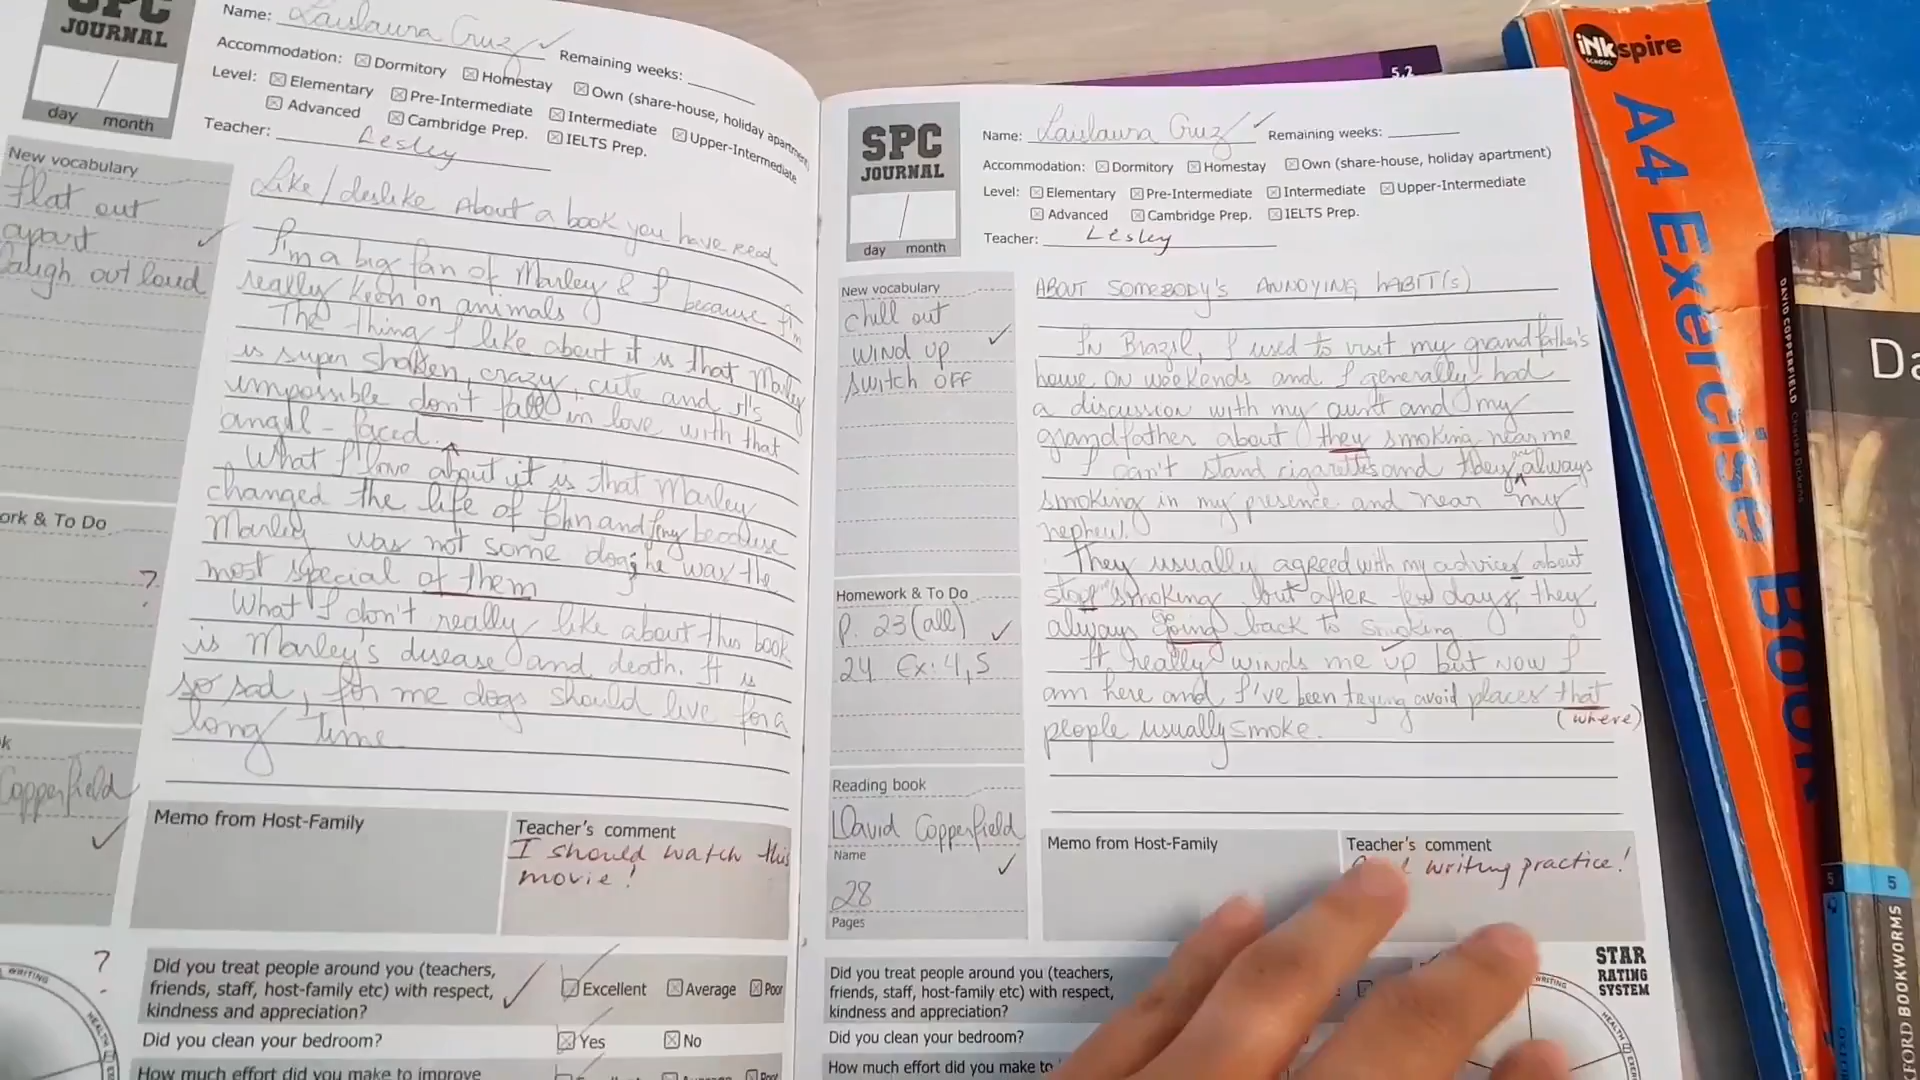 SPC
JOURNAL
day month
Name: Laislaura Cruz
Remaining weeks:
Accommodation: Dormitory Homestay Own (share-house, holiday apartment)
Level: Elementary Pre-Intermediate Intermediate Upper-Intermediate
Advanced Cambridge Prep. IELTS Prep.
Teacher: Lesley
New vocabulary
flat out
apart
laugh out loud
ork & To Do
?
k
Copperfield
?
WRITING
HEALTH
Like/deslike About a book you have read
I'm a big fan of Marley & I because I'm
really keen on animals
The thing I like about it is that Marley
is super shaken, crazy, cute and it's
impossible don't fall in love with that
angel-faced.
What I love about it is that Marley
changed the life of John and Jeny because
Marley was not some dog; he was the
most special of them
What I don't really like about this book
is Marley's disease and death. It is
so sad, for me dogs should live for a
long time
Memo from Host-Family
Teacher's comment
I should watch this
movie!
Did you treat people around you (teachers,
friends, staff, host-family etc) with respect,
kindness and appreciation?
Excellent Average Poor
Did you clean your bedroom?
Yes No
How much effort did you make to improve
SPC
JOURNAL
day month
Name: Laislaura Cruz
Remaining weeks:
Accommodation: Dormitory Homestay Own (share-house, holiday apartment)
Level: Elementary Pre-Intermediate Intermediate Upper-Intermediate
Advanced Cambridge Prep. IELTS Prep.
Teacher: Lesley
New vocabulary
chill out
wind up
switch off
Homework & To Do
P. 23 (all)
24 Ex: 4,5
Reading book
David Copperfield
Name
28
Pages
ABOUT SOMEBODY'S ANNOYING HABIT(S)
In Brazil, I used to visit my grandfather's
house on weekends and I generally had
a discussion with my aunt and my
grandfather about they smoking near me
I can't stand cigarettes and they are always
smoking in my presence and near my
nephew.
They usually agreed with my advices about
stop smoking but after few days, they
always going back to smoking
It really winds me up but now I
am here and I've been trying avoid places that
(where)
people usually smoke.
Memo from Host-Family
Teacher's comment
writing practice!
Did you treat people around you (teachers,
friends, staff, host-family etc) with respect,
kindness and appreciation?
Did you clean your bedroom?
How much effort did you make to
STAR
RATING
SYSTEM
WRITING
HEALTH
5.2
iNkspire
SCHOOL
A4 Exercise Book
DAVID COPPERFIELD
Charles Dickens
Da
5
5
OXFORD BOOKWORMS